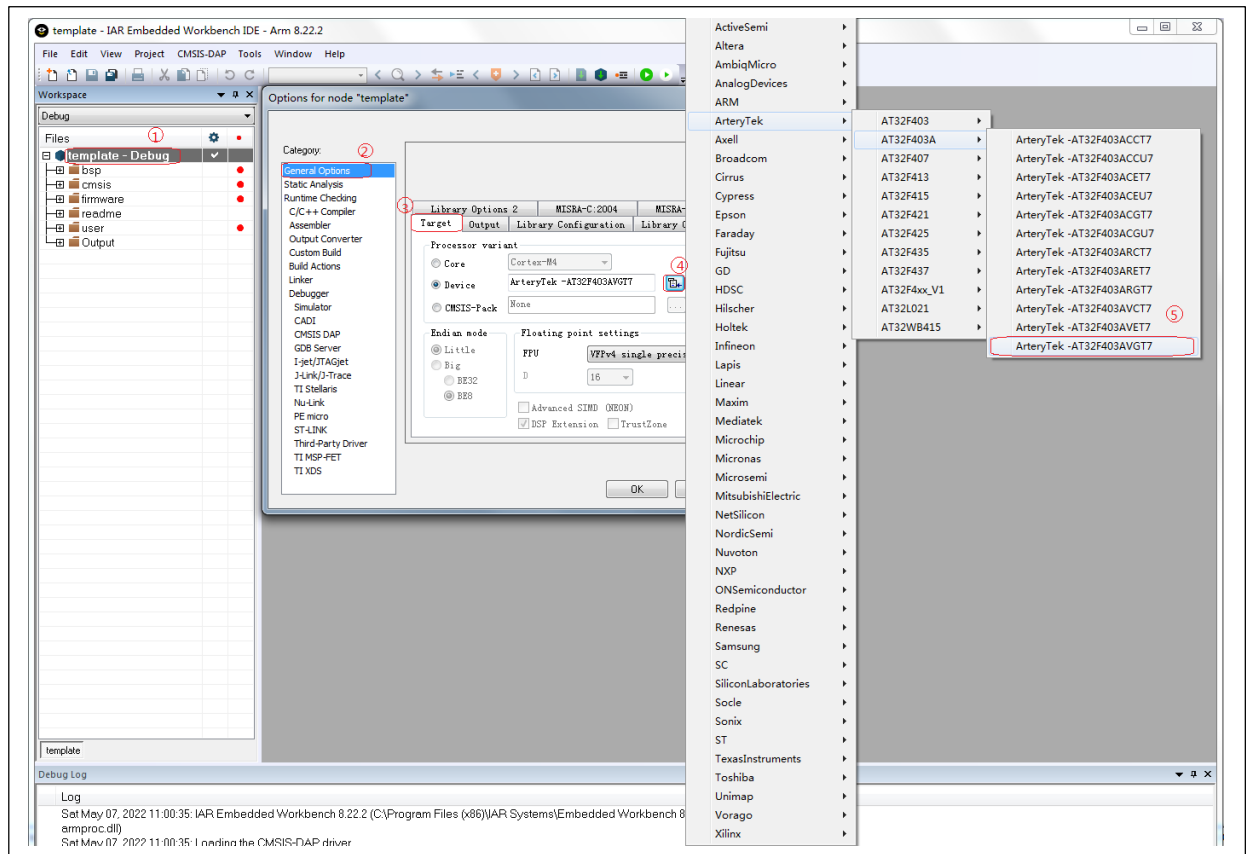 template - IAR Embedded Workbench IDE - Arm 8.22.2
File Edit View Project CMSIS-DAP Tools Window Help
Workspace
Debug
Files
①
template - Debug
bsp
cmsis
firmware
readme
user
Output
template
Options for node "template"
Category:
②
General Options
Static Analysis
Runtime Checking
C/C++ Compiler
Assembler
Output Converter
Custom Build
Build Actions
Linker
Debugger
Simulator
CADI
CMSIS DAP
GDB Server
I-jet/JTAGjet
J-Link/J-Trace
TI Stellaris
Nu-Link
PE micro
ST-LINK
Third-Party Driver
TI MSP-FET
TI XDS
③
Library Options 2 MISRA-C:2004 MISRA-
Target Output Library Configuration Library O
Processor variant
Core Cortex-M4
④
Device ArteryTek -AT32F403AVGT7
CMSIS-Pack None ...
Endian mode
Little
Big
BE32
BE8
Floating point settings
FPU VFPv4 single precis
D 16
Advanced SIMD (NEON)
DSP Extension TrustZone
OK
ActiveSemi
Altera
AmbiqMicro
AnalogDevices
ARM
ArteryTek
Axell
Broadcom
Cirrus
Cypress
Epson
Faraday
Fujitsu
GD
HDSC
Hilscher
Holtek
Infineon
Lapis
Linear
Maxim
Mediatek
Microchip
Micronas
Microsemi
MitsubishiElectric
NetSilicon
NordicSemi
Nuvoton
NXP
ONSemiconductor
Redpine
Renesas
Samsung
SC
SiliconLaboratories
Socle
Sonix
ST
TexasInstruments
Toshiba
Unimap
Vorago
Xilinx
AT32F403
AT32F403A
AT32F407
AT32F413
AT32F415
AT32F421
AT32F425
AT32F435
AT32F437
AT32F4xx_V1
AT32L021
AT32WB415
ArteryTek -AT32F403ACCT7
ArteryTek -AT32F403ACCU7
ArteryTek -AT32F403ACET7
ArteryTek -AT32F403ACEU7
ArteryTek -AT32F403ACGT7
ArteryTek -AT32F403ACGU7
ArteryTek -AT32F403ARCT7
ArteryTek -AT32F403ARET7
ArteryTek -AT32F403ARGT7
ArteryTek -AT32F403AVCT7
ArteryTek -AT32F403AVET7
⑤
ArteryTek -AT32F403AVGT7
Debug Log
Log
Sat May 07, 2022 11:00:35: IAR Embedded Workbench 8.22.2 (C:\Program Files (x86)\IAR Systems\Embedded Workbench 8
armproc.dll)
Sat May 07, 2022 11:00:35: Loading the CMSIS-DAP driver